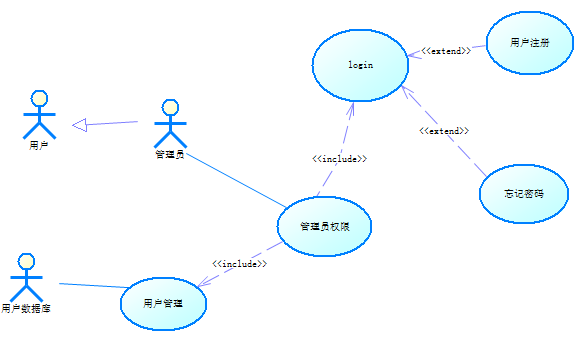 用户注册
<<extend>>
login
<<extend>>
用户
管理员
<<include>>
忘记密码
管理员权限
<<include>>
用户数据库
用户管理